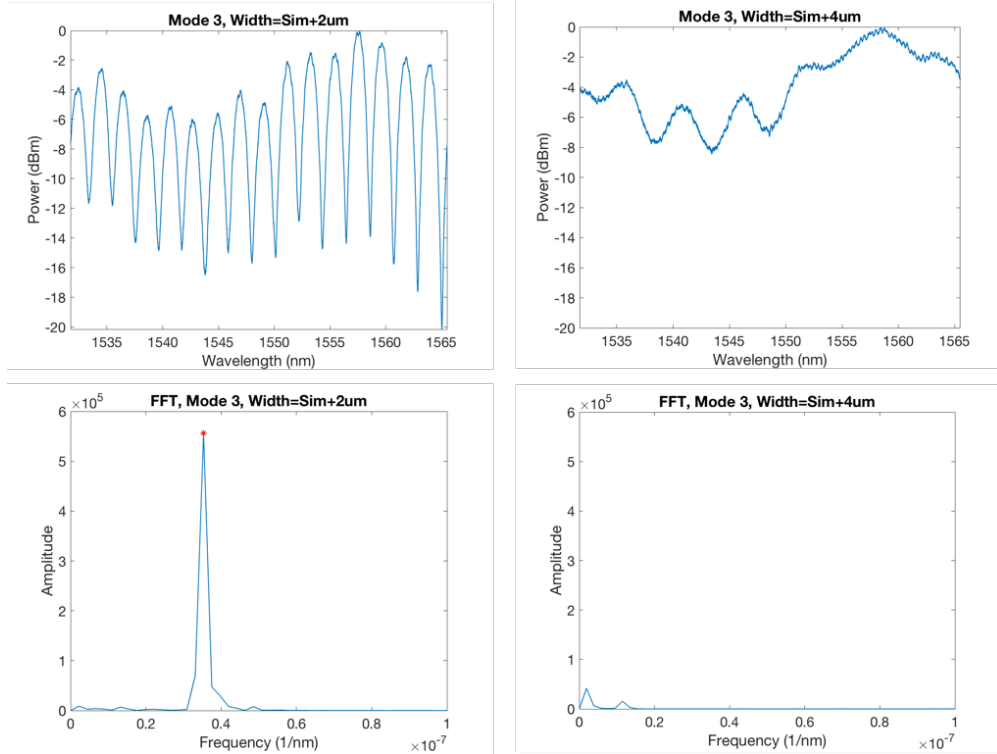 Mode 3, Width=Sim+2um
0
-2
-4
-6
-8
-10
-12
-14
-16
-18
-20
Power (dBm)
1535 1540 1545 1550 1555 1560 1565
Wavelength (nm)
Mode 3, Width=Sim+4um
0
-2
-4
-6
-8
-10
-12
-14
-16
-18
-20
Power (dBm)
1535 1540 1545 1550 1555 1560 1565
Wavelength (nm)
FFT, Mode 3, Width=Sim+2um
×10⁵
6
5
4
3
2
1
0
Amplitude
0 0.2 0.4 0.6 0.8 1
Frequency (1/nm)
×10⁻⁷
FFT, Mode 3, Width=Sim+4um
×10⁵
6
5
4
3
2
1
0
Amplitude
0 0.2 0.4 0.6 0.8 1
Frequency (1/nm)
×10⁻⁷